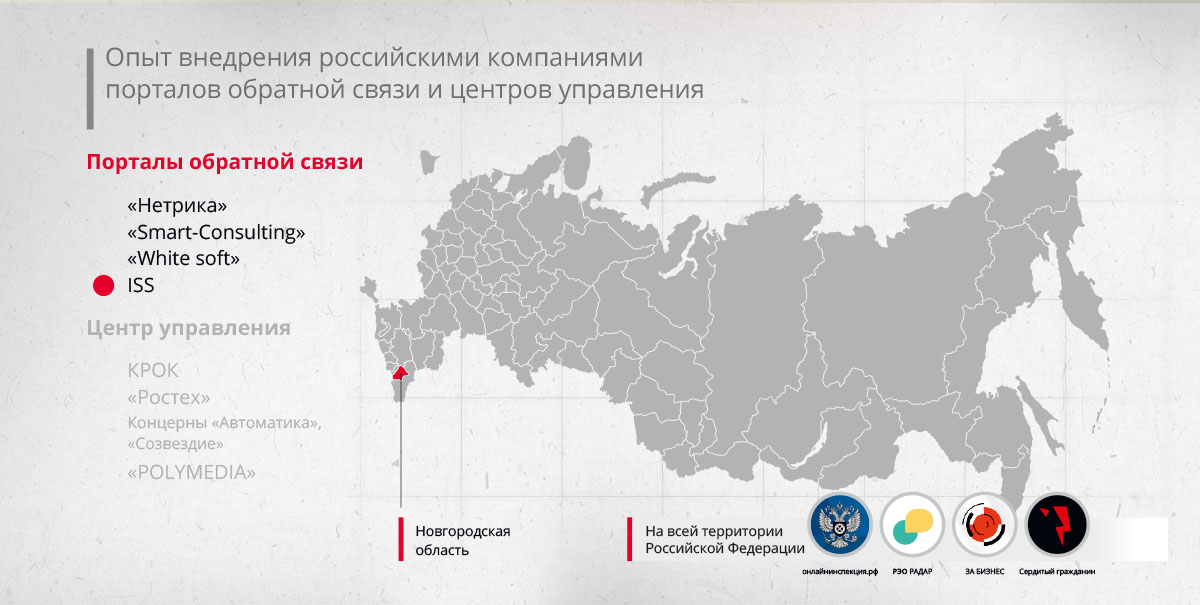 Опыт внедрения российскими компаниями
порталов обратной связи и центров управления
Порталы обратной связи
«Нетрика»
«Smart-Consulting»
«White soft»
ISS
Центр управления
КРОК
«Ростех»
Концерны «Автоматика»,
«Созвездие»
«POLYMEDIA»
Новгородская
область
На всей территории
Российской Федерации
онлайнинспекция.рф
РЭО РАДАР
ЗА БИЗНЕС
Сердитый гражданин